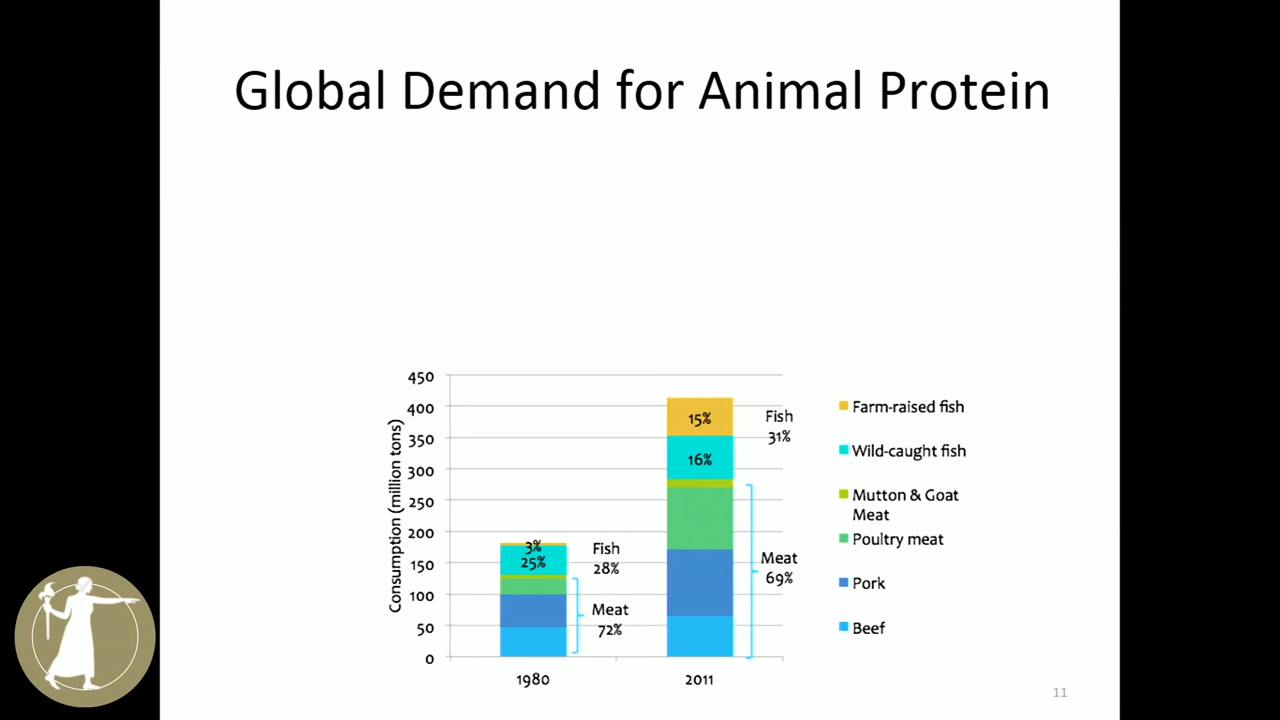 Global Demand for Animal Protein
Consumption (million tons)
450
400
350
300
250
200
150
100
50
0
3%
25%
Fish
28%
Meat
72%
15%
16%
Fish
31%
Meat
69%
1980
2011
Farm-raised fish
Wild-caught fish
Mutton & Goat
Meat
Poultry meat
Pork
Beef
11